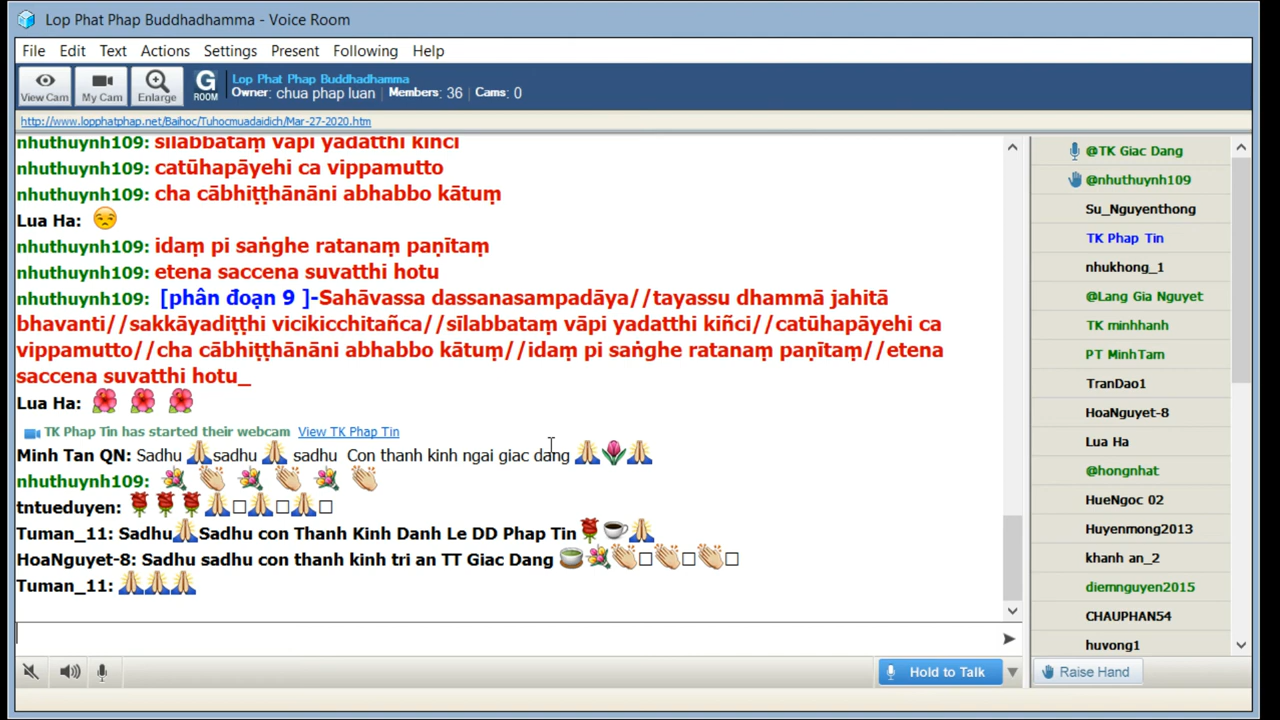 Lop Phat Phap Buddhadhamma - Voice Room
File Edit Text Actions Settings Present Following Help
View Cam My Cam Enlarge G ROOM
Lop Phat Phap Buddhadhamma
Owner: chua phap luan Members: 36 Cams: 0
http://www.lopphatphap.net/Baihoc/Tuhocmuadaidich/Mar-27-2020.htm
nhuthuynh109: sīlabbataṃ vāpi yadatthi kiñci
nhuthuynh109: catūhapāyehi ca vippamutto
nhuthuynh109: cha cābhiṭṭhānāni abhabbo kātuṃ
Lua Ha: 😒
nhuthuynh109: idaṃ pi saṅghe ratanaṃ paṇītaṃ
nhuthuynh109: etena saccena suvatthi hotu
nhuthuynh109: [phân đoạn 9 ]-Sahāvassa dassanasampadāya//tayassu dhammā jahitā
bhavanti//sakkāyadiṭṭhi vicikicchitañca//sīlabbataṃ vāpi yadatthi kiñci//catūhapāyehi ca
vippamutto//cha cābhiṭṭhānāni abhabbo kātuṃ//idaṃ pi saṅghe ratanaṃ paṇītaṃ//etena
saccena suvatthi hotu_
Lua Ha: 🌺 🌺 🌺
TK Phap Tin has started their webcam View TK Phap Tin
Minh Tan QN: Sadhu 🙏sadhu 🙏 sadhu Con thanh kinh ngai giac dang 🙏🌷🙏
nhuthuynh109: 💐 👏 💐 👏 💐 👏
tntueduyen: 🌹🌹🌹🙏□🙏□🙏□
Tuman_11: Sadhu🙏Sadhu con Thanh Kinh Danh Le DD Phap Tin🌹☕🙏
HoaNguyet-8: Sadhu sadhu con thanh kinh tri an TT Giac Dang 🍵💐👏□👏□👏□
Tuman_11: 🙏🙏🙏
@TK Giac Dang
@nhuthuynh109
Su_Nguyenthong
TK Phap Tin
nhukhong_1
@Lang Gia Nguyet
TK minhhanh
PT MinhTam
TranDao1
HoaNguyet-8
Lua Ha
@hongnhat
HueNgoc 02
Huyenmong2013
khanh an_2
diemnguyen2015
CHAUPHAN54
huvong1
Hold to Talk
Raise Hand